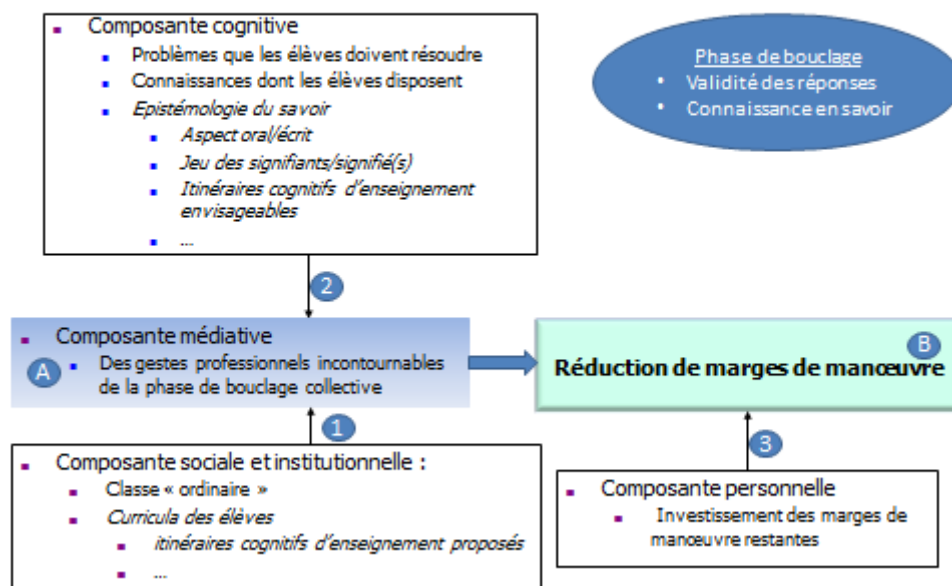 Composante cognitive
Problèmes que les élèves doivent résoudre
Connaissances dont les élèves disposent
Epistémologie du savoir
Aspect oral/écrit
Jeu des signifiants/signifié(s)
Itinéraires cognitifs d'enseignement
envisageables
...
Phase de bouclage
Validité des réponses
Connaissance en savoir
2
Composante médiative
A
Des gestes professionnels incontournables
de la phase de bouclage collective
B
Réduction de marges de manœuvre
1
Composante sociale et institutionnelle :
Classe « ordinaire »
Curricula des élèves
itinéraires cognitifs d'enseignement proposés
...
3
Composante personnelle
Investissement des marges de
manœuvre restantes